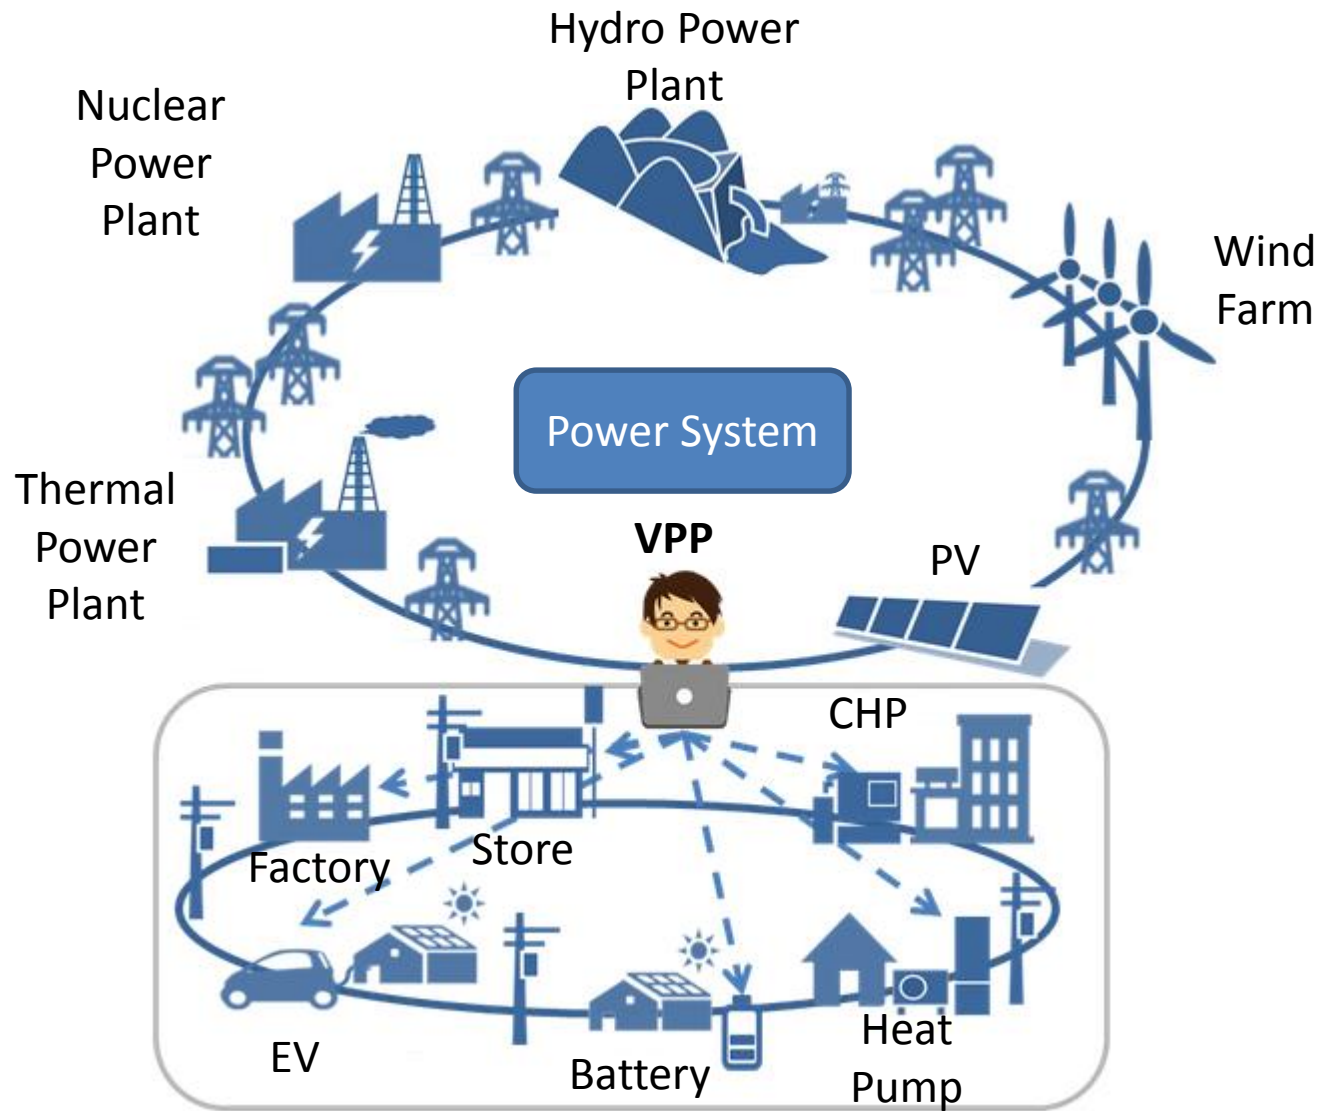 Hydro Power
Plant
Nuclear
Power
Plant
Wind
Farm
Power System
Thermal
Power
Plant
VPP
PV
CHP
Factory
Store
EV
Battery
Heat
Pump